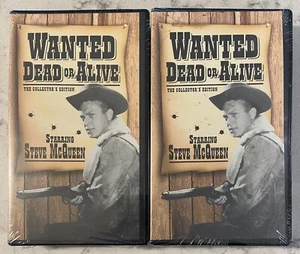 WANTED
DEAD OR ALIVE
THE COLLECTOR'S EDITION
STARRING
STEVE MCQUEEN
WANTED
DEAD OR ALIVE
THE COLLECTOR'S EDITION
STARRING
STEVE MCQUEEN